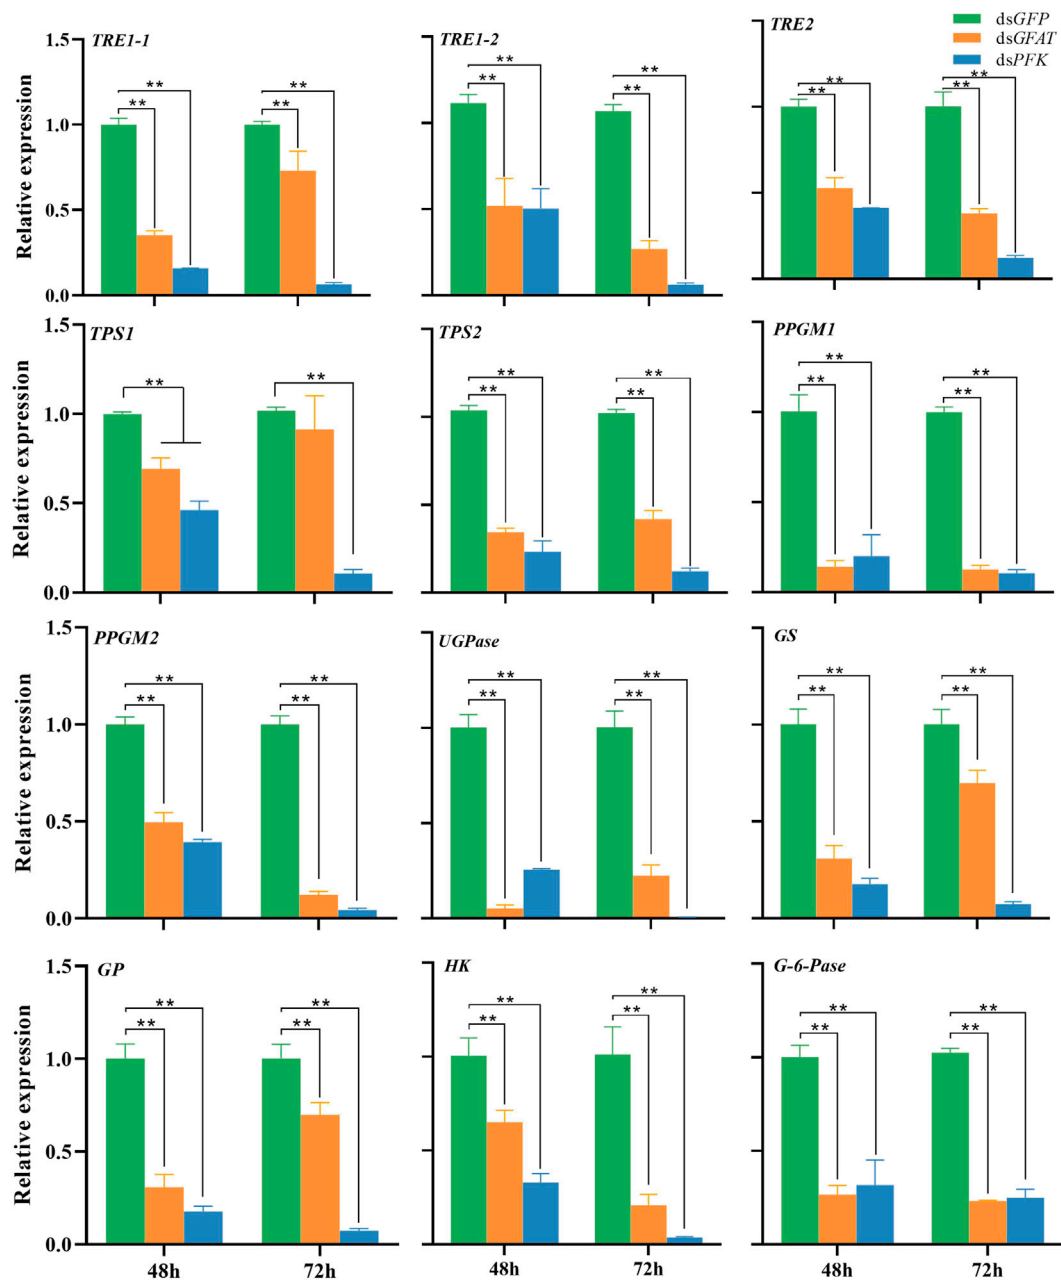 TRE1-1
TRE1-2
TRE2
dsGFP
dsGFAT
dsPFK
Relative expression
1.5
1.0
0.5
0.0
** ** ** **
** ** ** **
** ** ** **
TPS1
TPS2
PPGM1
Relative expression
1.5
1.0
0.5
0.0
** **
** ** ** **
** ** ** **
PPGM2
UGPase
GS
Relative expression
1.5
1.0
0.5
0.0
** ** ** **
** ** ** **
** ** ** **
GP
HK
G-6-Pase
Relative expression
1.5
1.0
0.5
0.0
** ** ** **
** ** ** **
** ** ** **
48h 72h
48h 72h
48h 72h